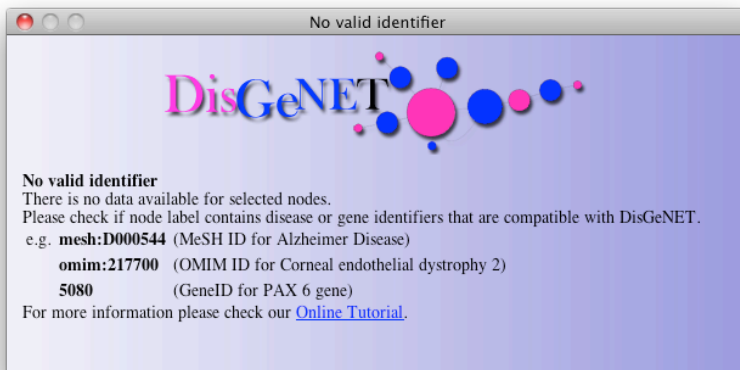 No valid identifier
DisGeNET
No valid identifier
There is no data available for selected nodes.
Please check if node label contains disease or gene identifiers that are compatible with DisGeNET.
e.g. mesh:D000544 (MeSH ID for Alzheimer Disease)
omim:217700 (OMIM ID for Corneal endothelial dystrophy 2)
5080 (GeneID for PAX 6 gene)
For more information please check our Online Tutorial.